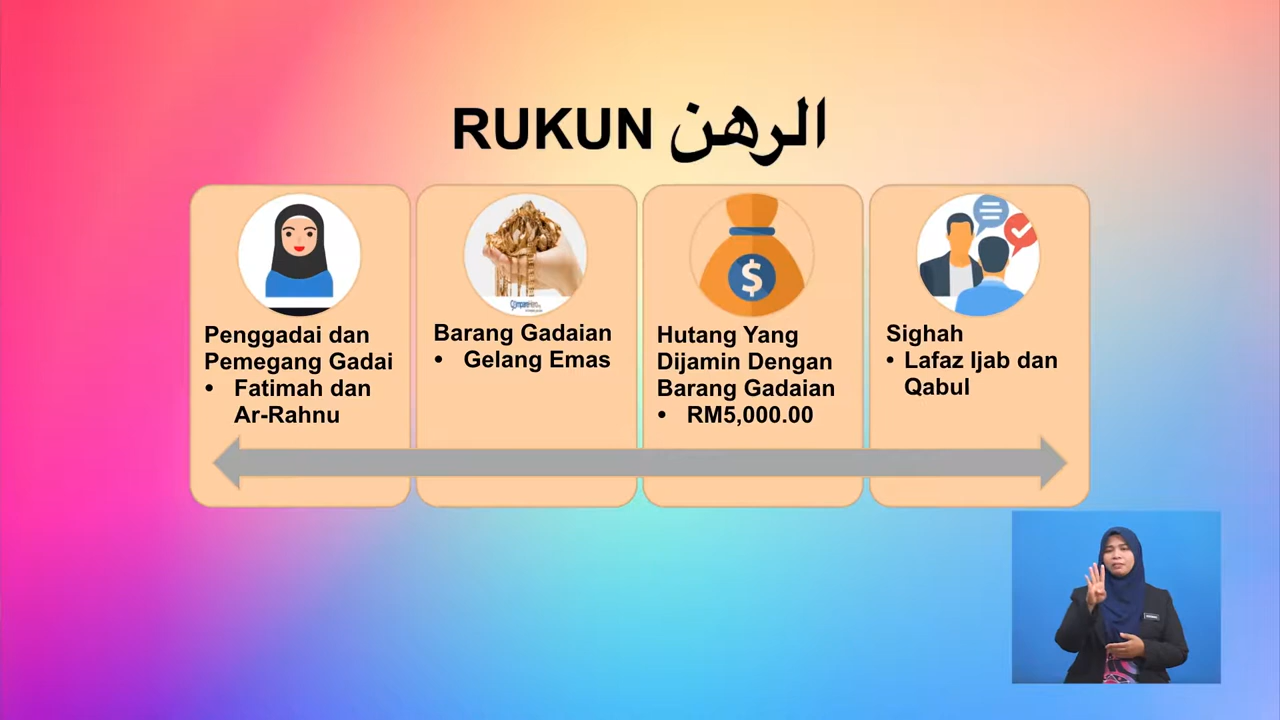 RUKUN الرهن
Penggadai dan
Pemegang Gadai
• Fatimah dan
Ar-Rahnu
Barang Gadaian
• Gelang Emas
Hutang Yang
Dijamin Dengan
Barang Gadaian
• RM5,000.00
$
Sighah
• Lafaz Ijab dan
Qabul